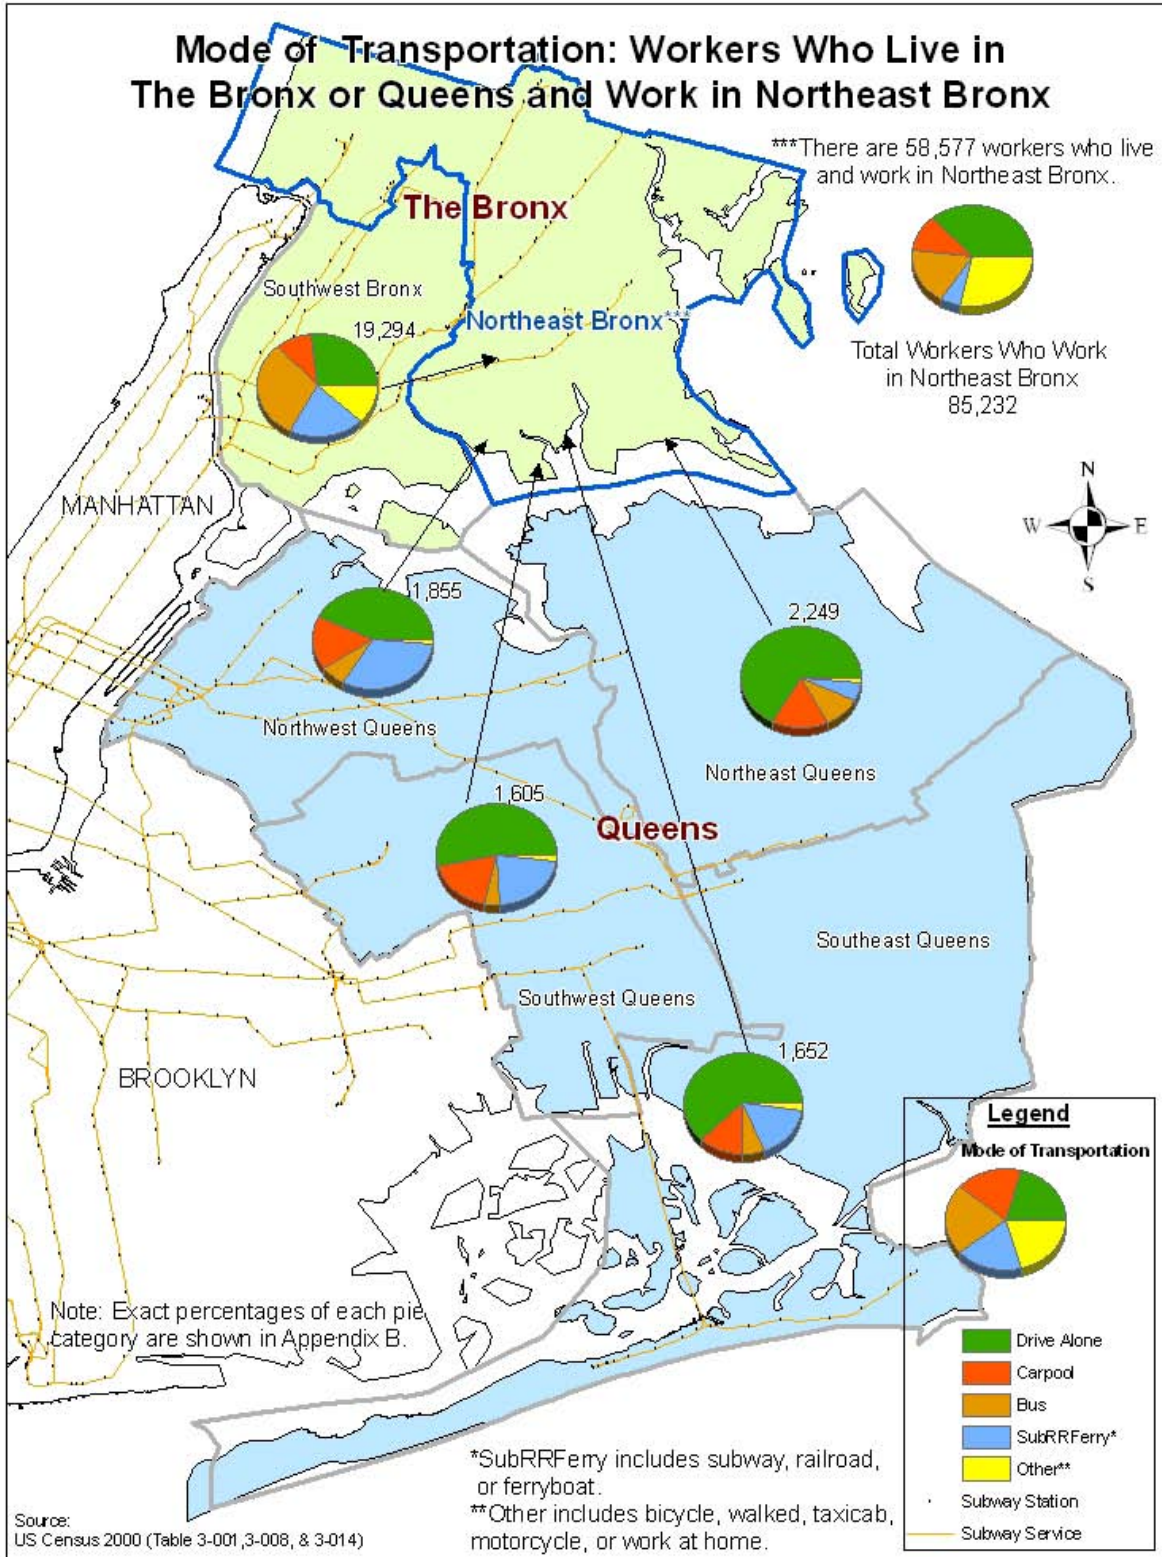 Mode of Transportation: Workers Who Live in
The Bronx or Queens and Work in Northeast Bronx
***There are 58,577 workers who live
and work in Northeast Bronx.
The Bronx
Southwest Bronx
19,294
Northeast Bronx***
Total Workers Who Work
in Northeast Bronx
85,232
MANHATTAN
N
W
E
S
1,855
2,249
Northwest Queens
Northeast Queens
1,605
Queens
Southeast Queens
Southwest Queens
1,652
BROOKLYN
Legend
Mode of Transportation
Drive Alone
Carpool
Bus
SubRRFerry*
Other**
Subway Station
Subway Service
Note: Exact percentages of each pie
category are shown in Appendix B.
*SubRRFerry includes subway, railroad,
or ferryboat.
**Other includes bicycle, walked, taxicab,
motorcycle, or work at home.
Source:
US Census 2000 (Table 3-001,3-008, & 3-014)